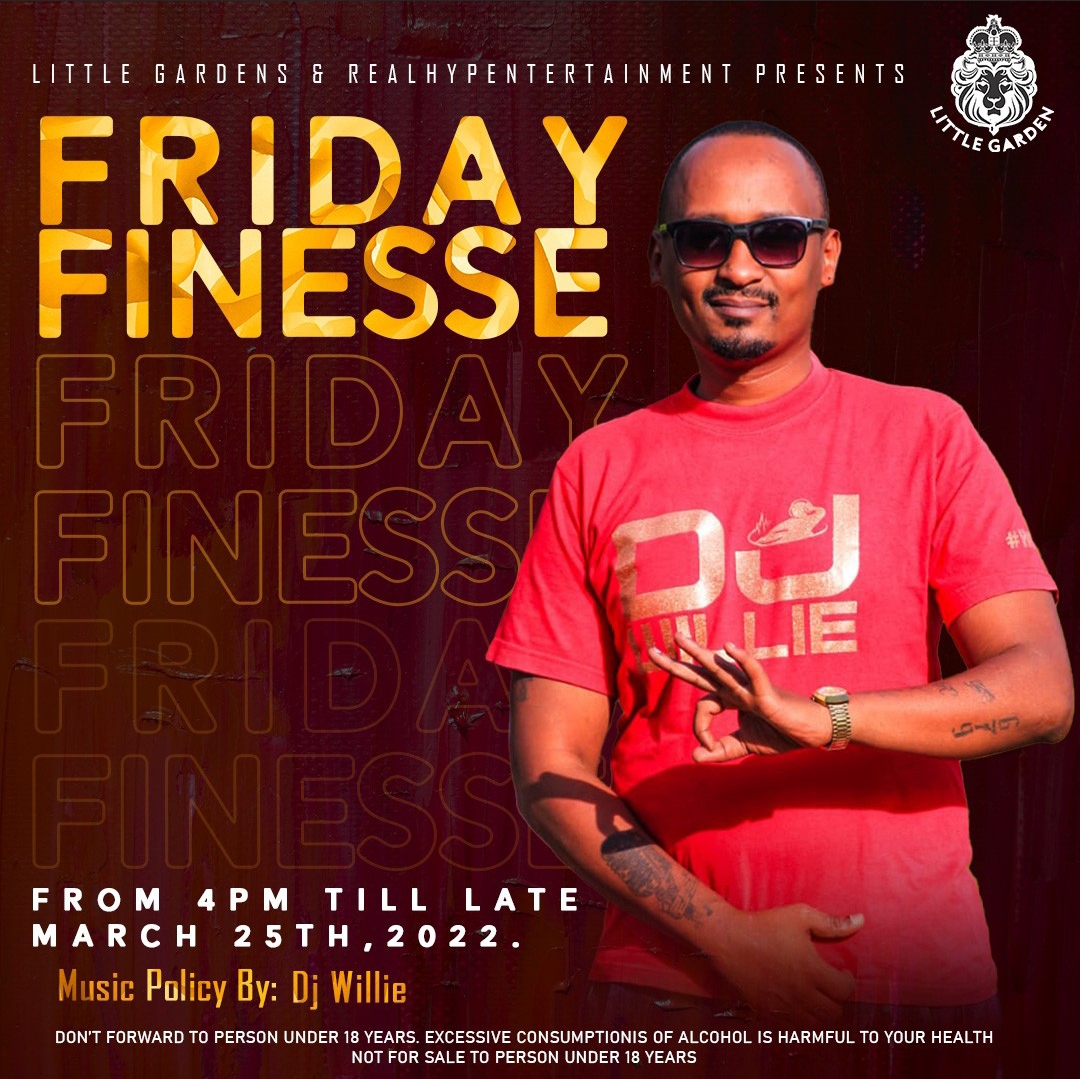 LITTLE GARDENS & REALHYPENTERTAINMENT PRESENTS
LITTLE GARDEN
FRIDAY
FINESSE
FRIDAY
FINESSE
FRIDAY
FINESSE
DJ
WILLIE
FROM 4PM TILL LATE
MARCH 25TH,2022.
Music Policy By: Dj Willie
DON'T FORWARD TO PERSON UNDER 18 YEARS. EXCESSIVE CONSUMPTIONIS OF ALCOHOL IS HARMFUL TO YOUR HEALTH
NOT FOR SALE TO PERSON UNDER 18 YEARS